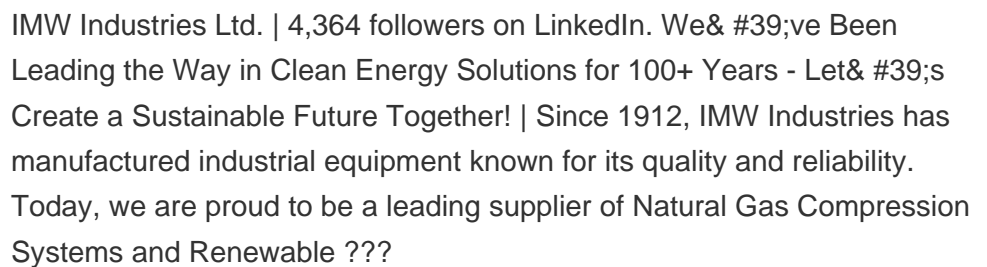 IMW Industries Ltd. | 4,364 followers on LinkedIn. We& #39;ve Been
Leading the Way in Clean Energy Solutions for 100+ Years - Let& #39;s
Create a Sustainable Future Together! | Since 1912, IMW Industries has
manufactured industrial equipment known for its quality and reliability.
Today, we are proud to be a leading supplier of Natural Gas Compression
Systems and Renewable ???